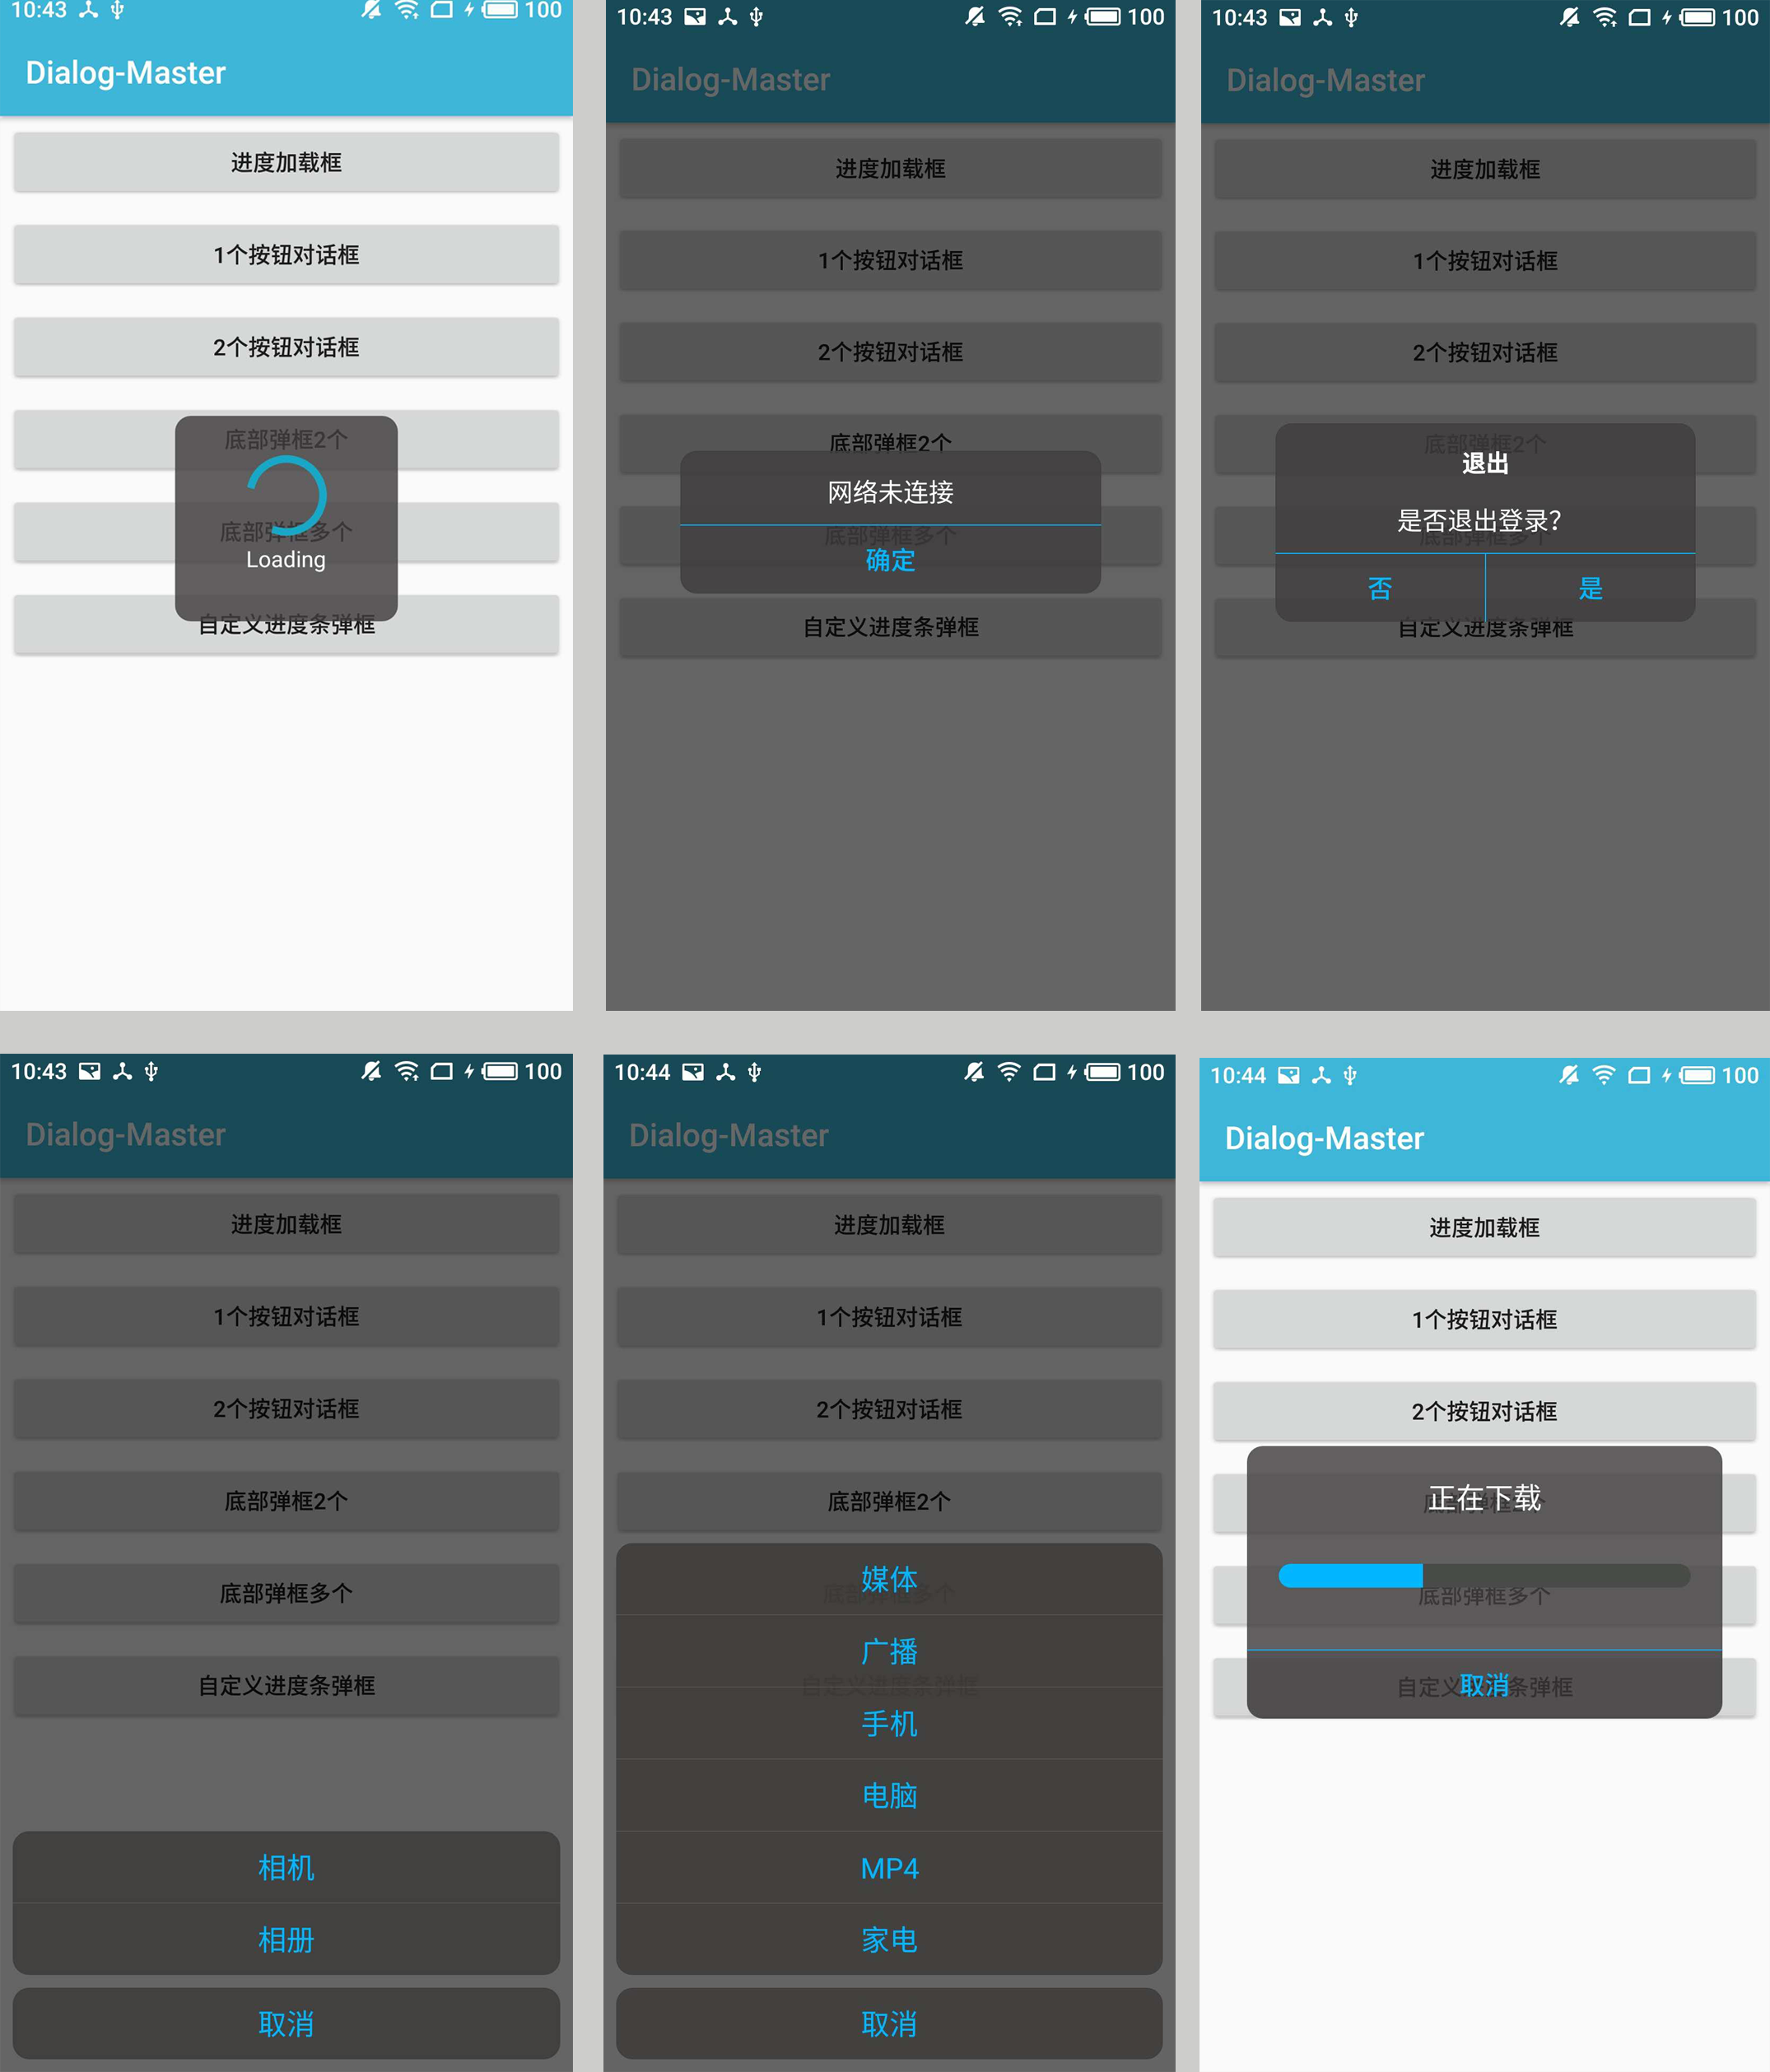 10:43 100
Dialog-Master
进度加载框
1个按钮对话框
2个按钮对话框
底部弹框2个
底部弹框多个
Loading
自定义进度条弹框
10:43 100
Dialog-Master
进度加载框
1个按钮对话框
2个按钮对话框
底部弹框2个
网络未连接
底部弹框多个
确定
自定义进度条弹框
10:43 100
Dialog-Master
进度加载框
1个按钮对话框
2个按钮对话框
底部弹框2个
退出
是否退出登录?
底部弹框多个
否 是
自定义进度条弹框
10:43 100
Dialog-Master
进度加载框
1个按钮对话框
2个按钮对话框
底部弹框2个
底部弹框多个
自定义进度条弹框
相机
相册
取消
10:44 100
Dialog-Master
进度加载框
1个按钮对话框
2个按钮对话框
底部弹框2个
媒体
底部弹框多个
广播
自定义进度条弹框
手机
电脑
MP4
家电
取消
10:44 100
Dialog-Master
进度加载框
1个按钮对话框
2个按钮对话框
正在下载
底部弹框多个
取消